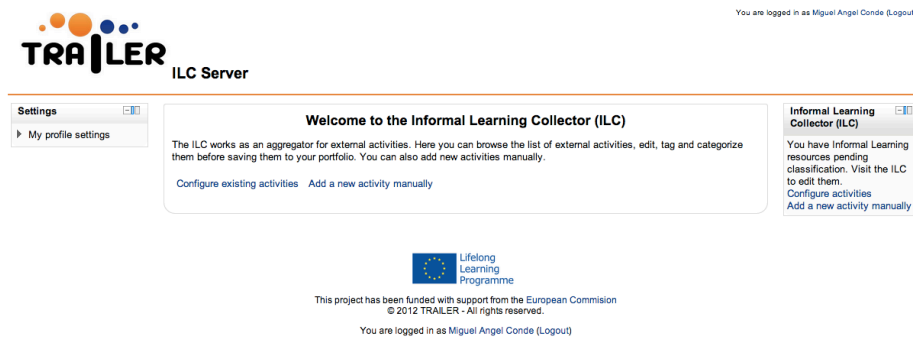 You are logged in as Miguel Angel Conde (Logout
TRAILER
ILC Server
Settings
My profile settings
Welcome to the Informal Learning Collector (ILC)
The ILC works as an aggregator for external activities. Here you can browse the list of external activities, edit, tag and categorize
them before saving them to your portfolio. You can also add new activities manually.
Configure existing activities Add a new activity manually
Informal Learning
Collector (ILC)
You have Informal Learning
resources pending
classification. Visit the ILC
to edit them.
Configure activities
Add a new activity manually
Lifelong
Learning
Programme
This project has been funded with support from the European Commision
© 2012 TRAILER - All rights reserved.
You are logged in as Miguel Angel Conde (Logout)